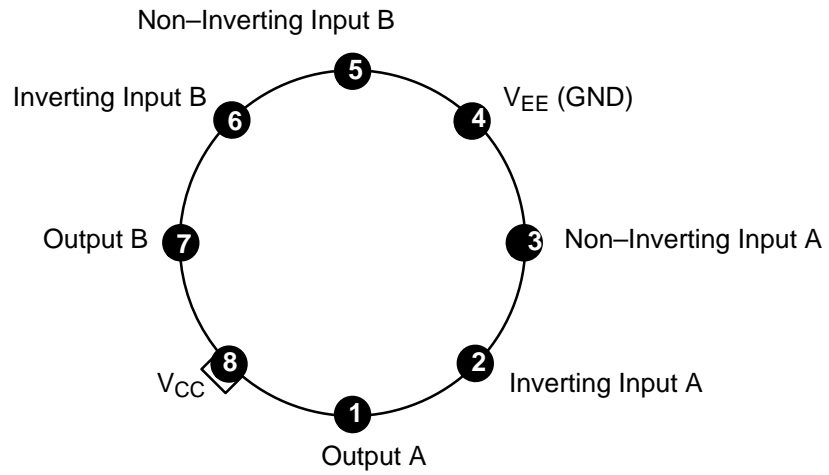 Non–Inverting Input B
5
Inverting Input B
6
4
V_EE (GND)
Output B
7
3
Non–Inverting Input A
V_CC
8
2
Inverting Input A
1
Output A